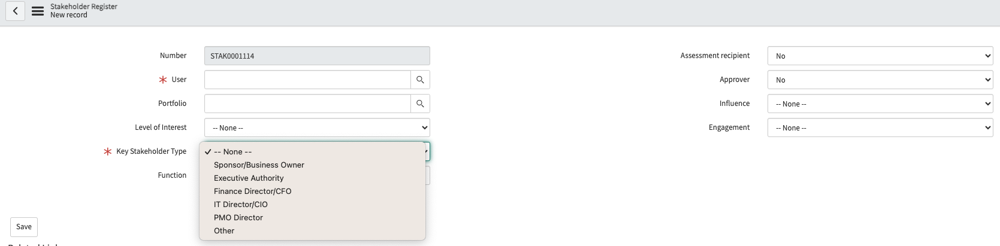 Stakeholder Register
New record
Number
STAK0001114
User
Portfolio
Level of Interest
-- None --
Key Stakeholder Type
-- None --
Sponsor/Business Owner
Executive Authority
Finance Director/CFO
IT Director/CIO
PMO Director
Other
Function
Assessment recipient
No
Approver
No
Influence
-- None --
Engagement
-- None --
Save